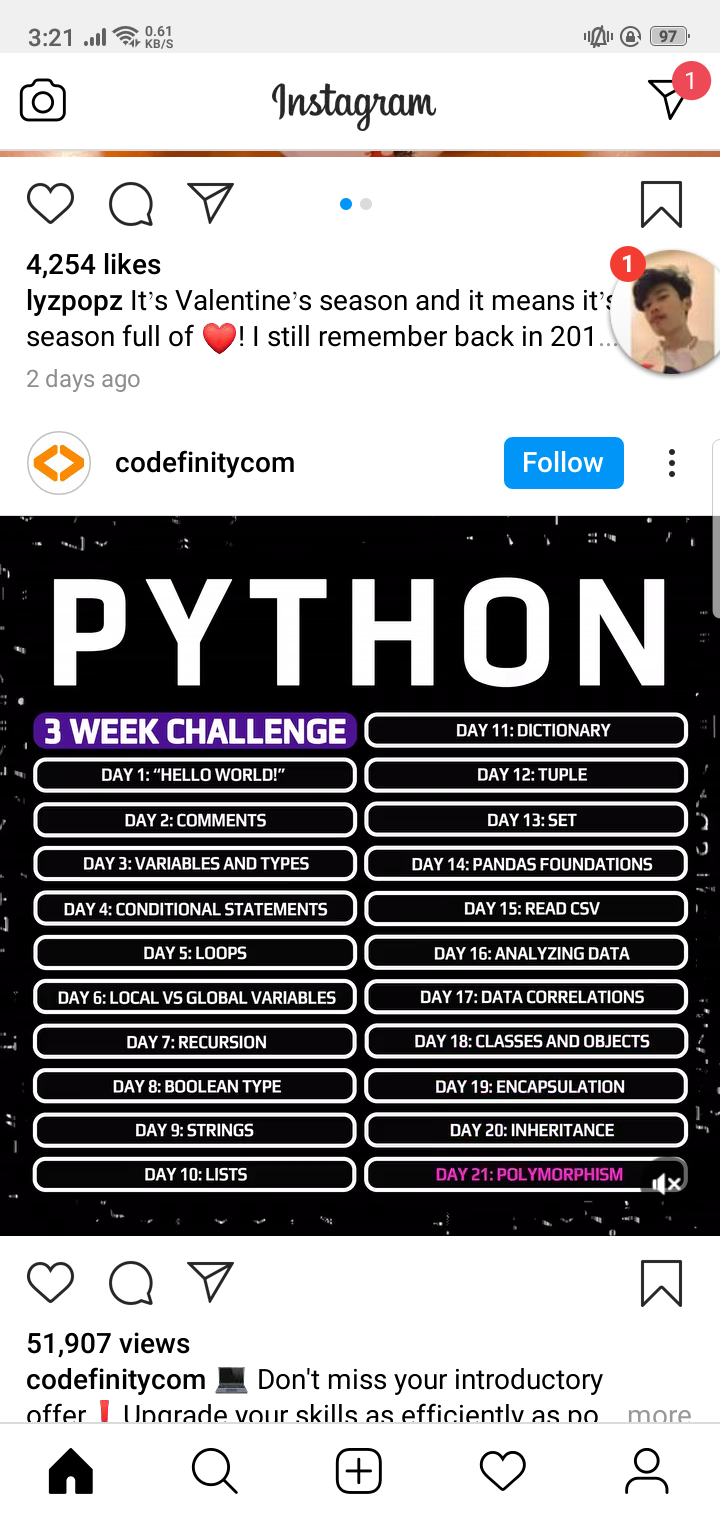 3:21 0.61 KB/S 97
Instagram 1
4,254 likes
1
lyzpopz It's Valentine's season and it means it's
season full of ❤️! I still remember back in 201...
2 days ago
codefinitycom Follow
PYTHON
3 WEEK CHALLENGE
DAY 1: "HELLO WORLD!"
DAY 2: COMMENTS
DAY 3: VARIABLES AND TYPES
DAY 4: CONDITIONAL STATEMENTS
DAY 5: LOOPS
DAY 6: LOCAL VS GLOBAL VARIABLES
DAY 7: RECURSION
DAY 8: BOOLEAN TYPE
DAY 9: STRINGS
DAY 10: LISTS
DAY 11: DICTIONARY
DAY 12: TUPLE
DAY 13: SET
DAY 14: PANDAS FOUNDATIONS
DAY 15: READ CSV
DAY 16: ANALYZING DATA
DAY 17: DATA CORRELATIONS
DAY 18: CLASSES AND OBJECTS
DAY 19: ENCAPSULATION
DAY 20: INHERITANCE
DAY 21: POLYMORPHISM
51,907 views
codefinitycom 💻 Don't miss your introductory
offer❗Upgrade your skills as efficiently as po... more